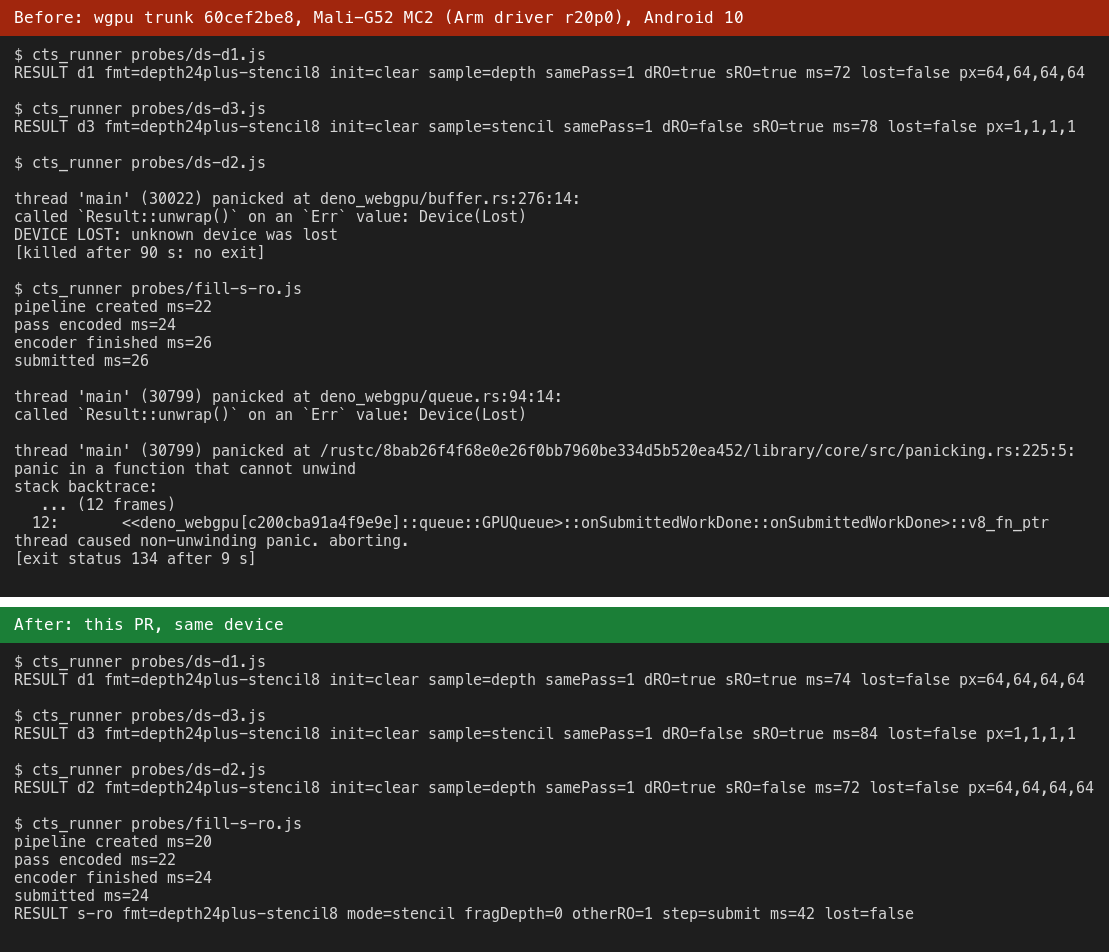 Before: wgpu trunk 60cef2be8, Mali-G52 MC2 (Arm driver r20p0), Android 10
$ cts_runner probes/ds-d1.js
RESULT d1 fmt=depth24plus-stencil8 init=clear sample=depth samePass=1 dRO=true sRO=true ms=72 lost=false px=64,64,64,64
$ cts_runner probes/ds-d3.js
RESULT d3 fmt=depth24plus-stencil8 init=clear sample=stencil samePass=1 dRO=false sRO=true ms=78 lost=false px=1,1,1,1
$ cts_runner probes/ds-d2.js
thread 'main' (30022) panicked at deno_webgpu/buffer.rs:276:14:
called `Result::unwrap()` on an `Err` value: Device(Lost)
DEVICE LOST: unknown device was lost
[killed after 90 s: no exit]
$ cts_runner probes/fill-s-ro.js
pipeline created ms=22
pass encoded ms=24
encoder finished ms=26
submitted ms=26
thread 'main' (30799) panicked at deno_webgpu/queue.rs:94:14:
called `Result::unwrap()` on an `Err` value: Device(Lost)
thread 'main' (30799) panicked at /rustc/8bab26f4f68e0e26f0bb7960be334d5b520ea452/library/core/src/panicking.rs:225:5:
panic in a function that cannot unwind
stack backtrace:
   ... (12 frames)
  12:       <<deno_webgpu[c200cba91a4f9e9e]::queue::GPUQueue>::onSubmittedWorkDone::onSubmittedWorkDone>::v8_fn_ptr
thread caused non-unwinding panic. aborting.
[exit status 134 after 9 s]
After: this PR, same device
$ cts_runner probes/ds-d1.js
RESULT d1 fmt=depth24plus-stencil8 init=clear sample=depth samePass=1 dRO=true sRO=true ms=74 lost=false px=64,64,64,64
$ cts_runner probes/ds-d3.js
RESULT d3 fmt=depth24plus-stencil8 init=clear sample=stencil samePass=1 dRO=false sRO=true ms=84 lost=false px=1,1,1,1
$ cts_runner probes/ds-d2.js
RESULT d2 fmt=depth24plus-stencil8 init=clear sample=depth samePass=1 dRO=true sRO=false ms=72 lost=false px=64,64,64,64
$ cts_runner probes/fill-s-ro.js
pipeline created ms=20
pass encoded ms=22
encoder finished ms=24
submitted ms=24
RESULT s-ro fmt=depth24plus-stencil8 mode=stencil fragDepth=0 otherRO=1 step=submit ms=42 lost=false